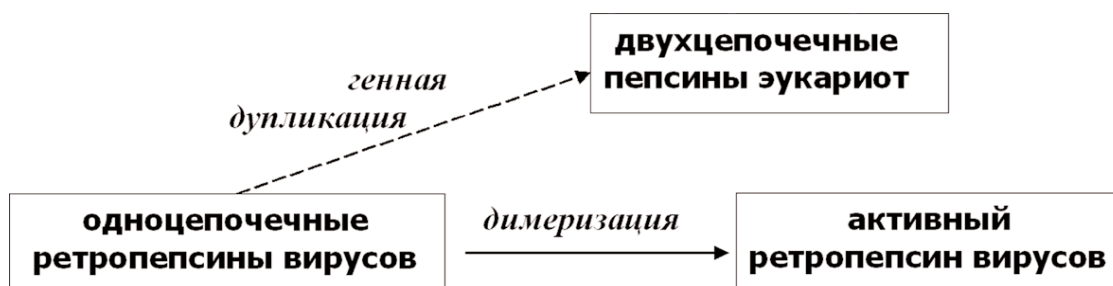 двухцепочечные
пепсины эукариот
генная
дупликация
одноцепочечные
ретропепсины вирусов
димеризация
активный
ретропепсин вирусов